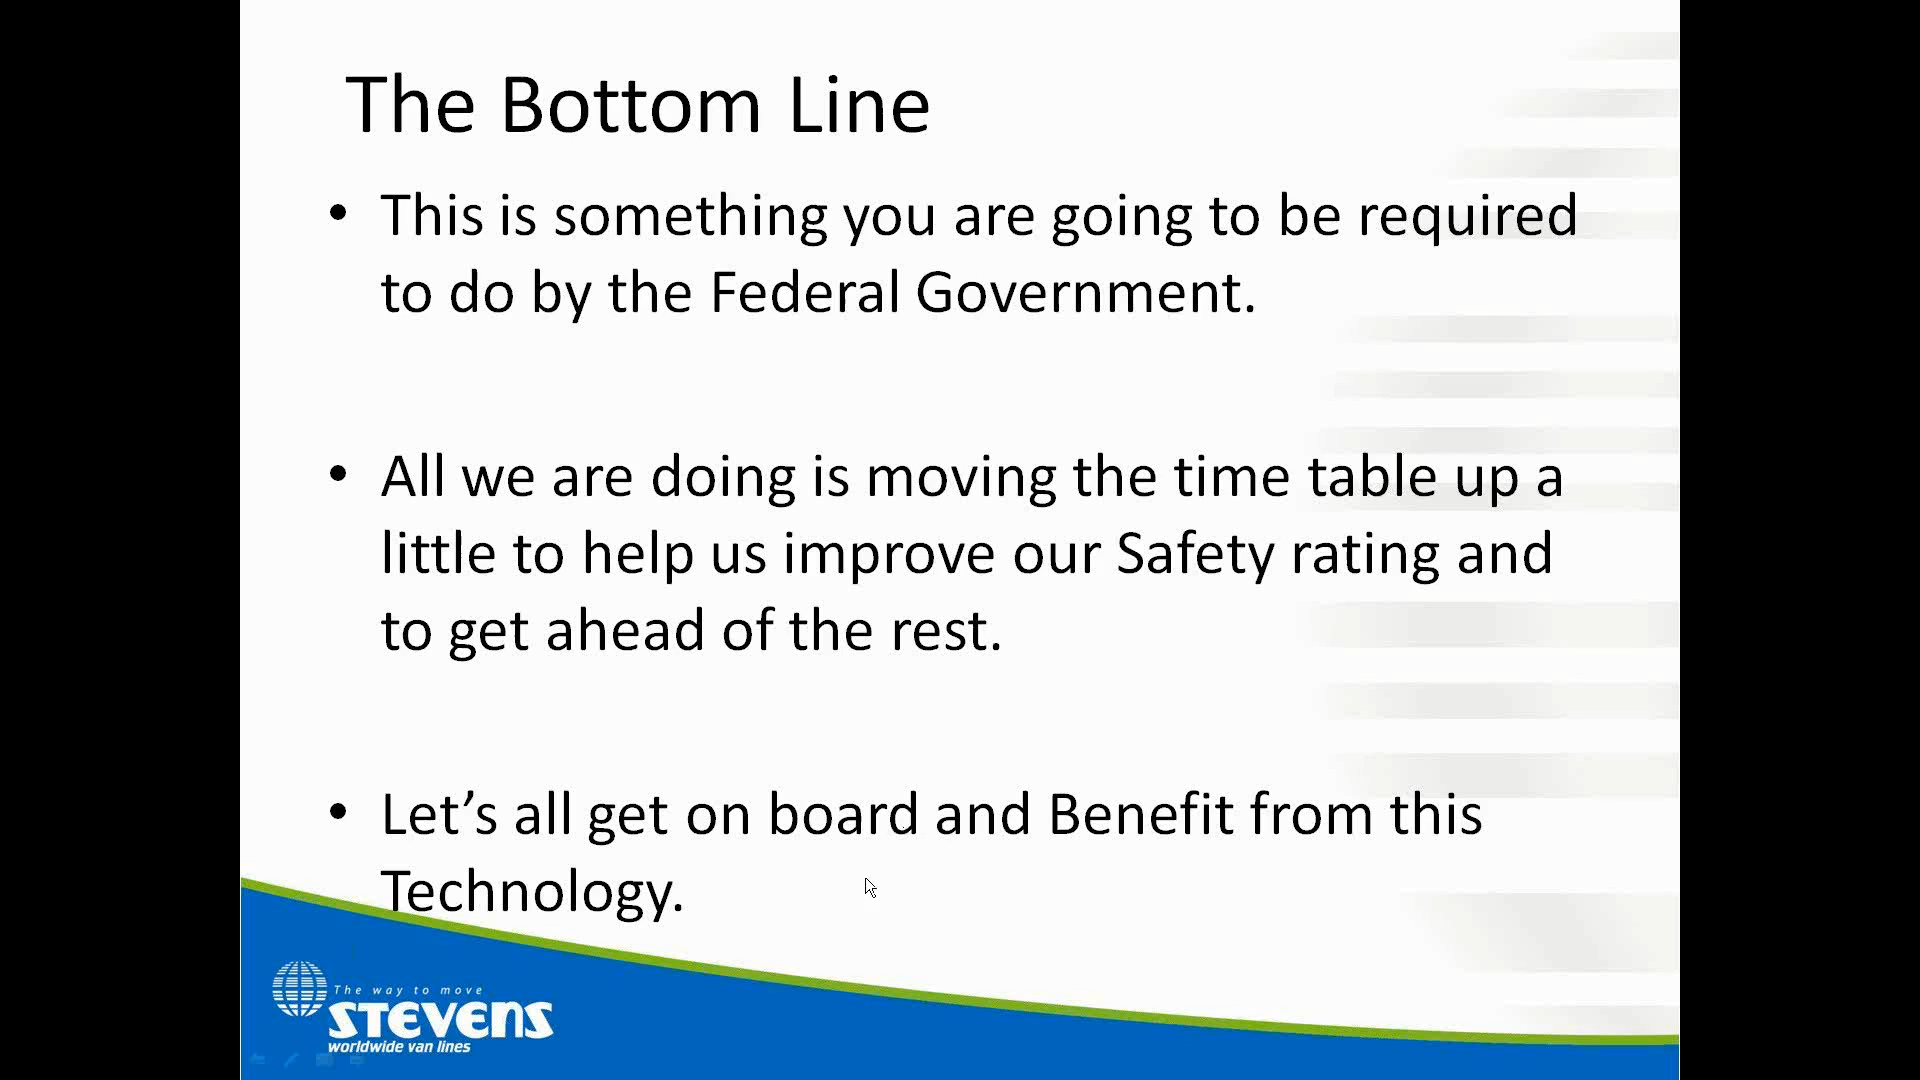 The Bottom Line
• This is something you are going to be required
to do by the Federal Government.
• All we are doing is moving the time table up a
little to help us improve our Safety rating and
to get ahead of the rest.
• Let’s all get on board and Benefit from this
Technology.
The way to move
STEVENS
worldwide van lines